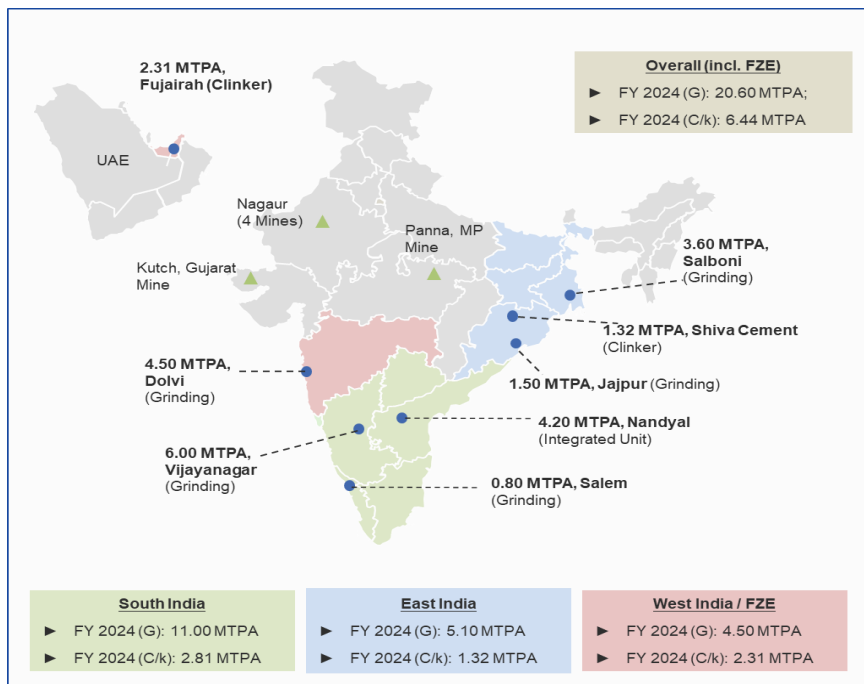 2.31 MTPA,
Fujairah (Clinker)
Overall (incl. FZE)
► FY 2024 (G): 20.60 MTPA;
► FY 2024 (C/k): 6.44 MTPA
UAE
Nagaur
(4 Mines)
Panna, MP
Mine
Kutch, Gujarat
Mine
3.60 MTPA,
Salboni
(Grinding)
1.32 MTPA, Shiva Cement
(Clinker)
4.50 MTPA,
Dolvi
(Grinding)
1.50 MTPA, Jajpur (Grinding)
4.20 MTPA, Nandyal
(Integrated Unit)
6.00 MTPA,
Vijayanagar
(Grinding)
0.80 MTPA, Salem
(Grinding)
South India
► FY 2024 (G): 11.00 MTPA
► FY 2024 (C/k): 2.81 MTPA
East India
► FY 2024 (G): 5.10 MTPA
► FY 2024 (C/k): 1.32 MTPA
West India / FZE
► FY 2024 (G): 4.50 MTPA
► FY 2024 (C/k): 2.31 MTPA